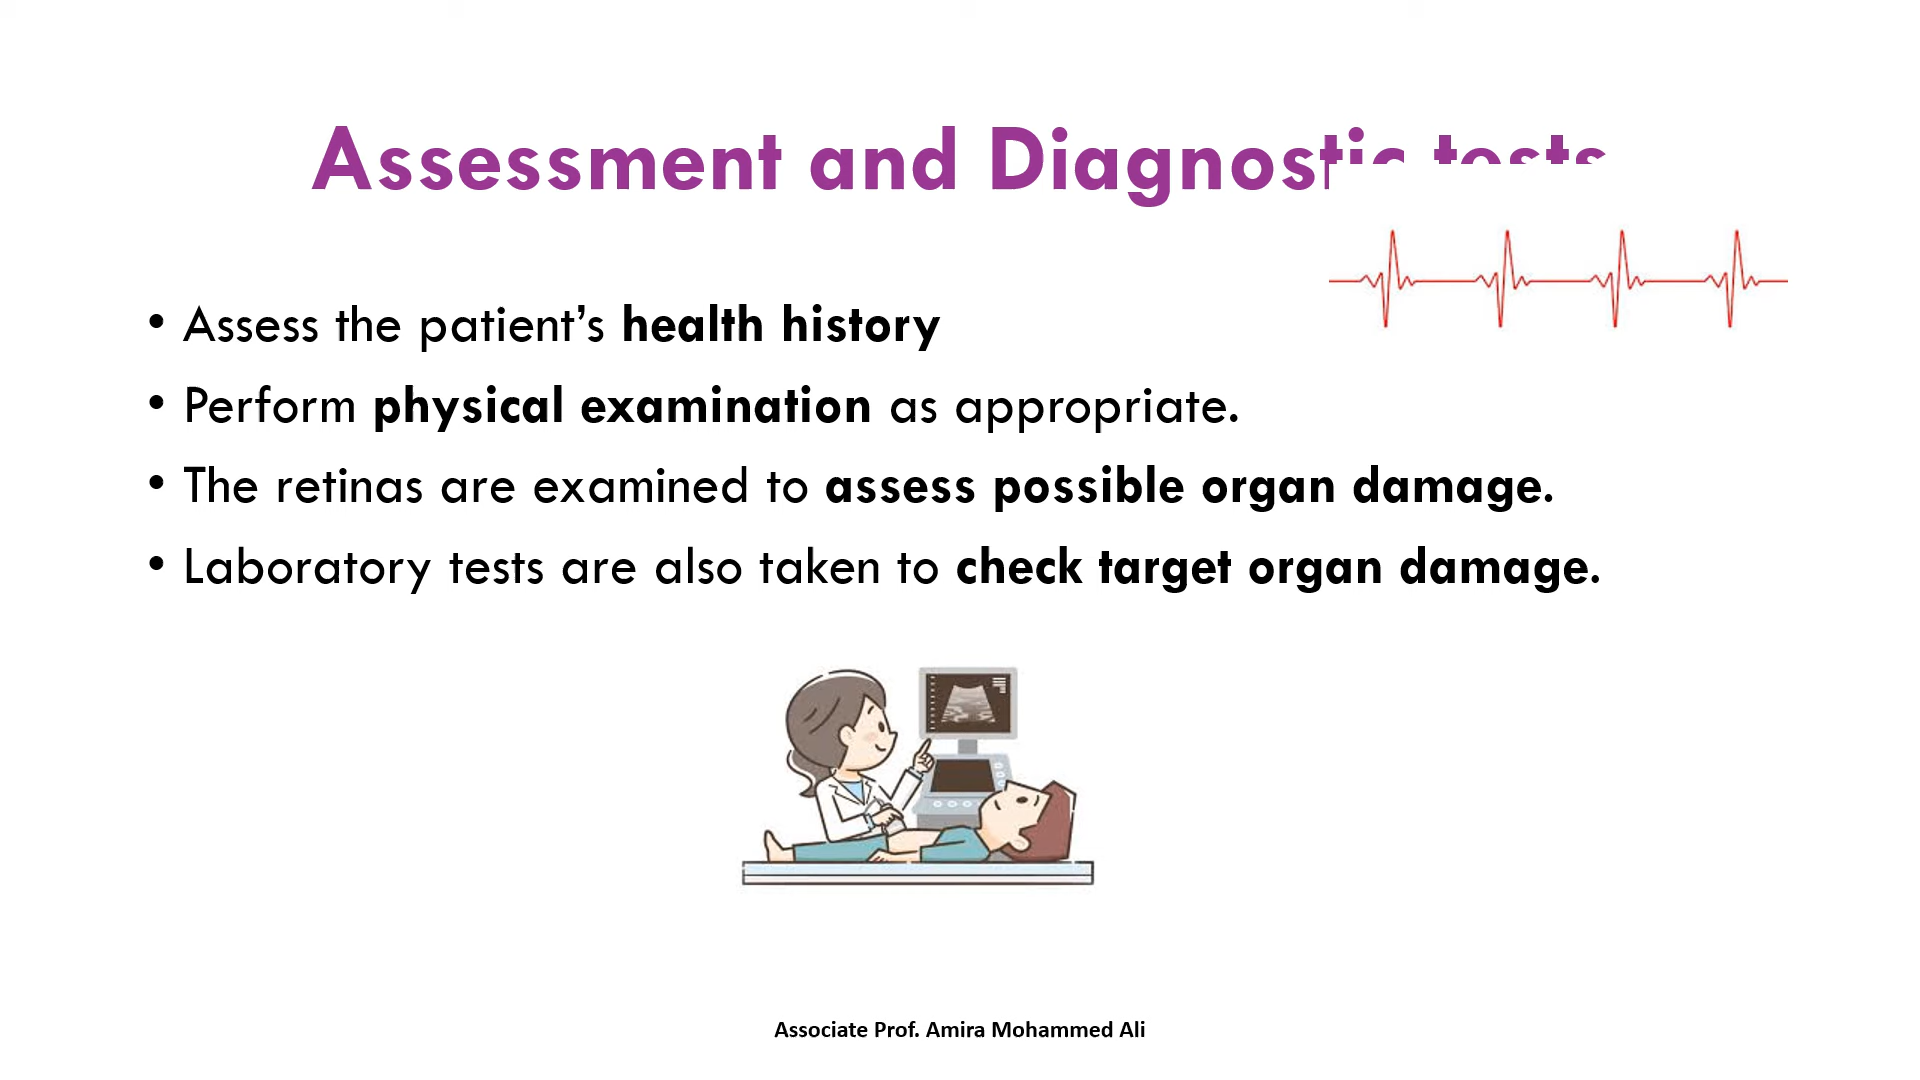 Assessment and Diagnostic tests
• Assess the patient’s health history
• Perform physical examination as appropriate.
• The retinas are examined to assess possible organ damage.
• Laboratory tests are also taken to check target organ damage.
Associate Prof. Amira Mohammed Ali